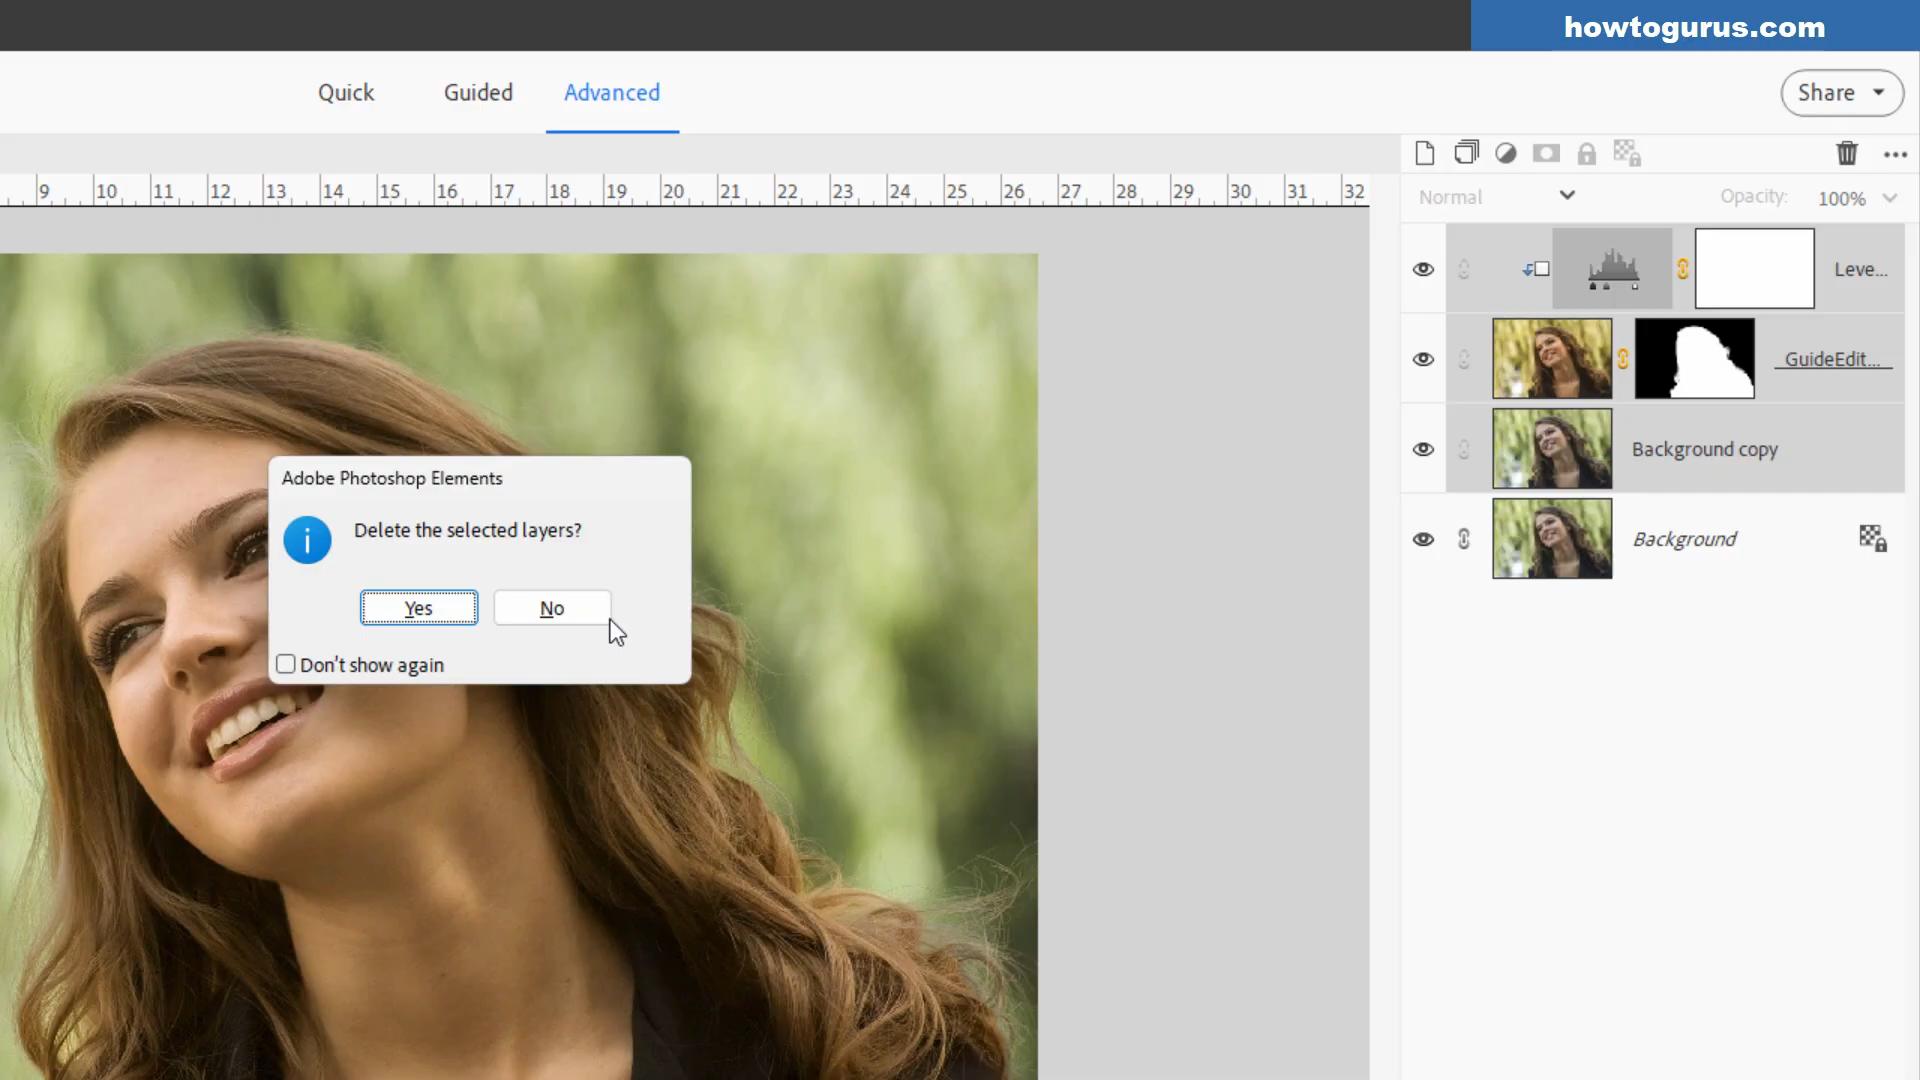 howtogurus.com
Quick Guided Advanced
Share
9 10 11 12 13 14 15 16 17 18 19 20 21 22 23 24 25 26 27 28 29 30 31 32
Normal Opacity: 100%
Leve...
GuideEdit...
Background copy
Background
Adobe Photoshop Elements
Delete the selected layers?
Yes No
Don't show again